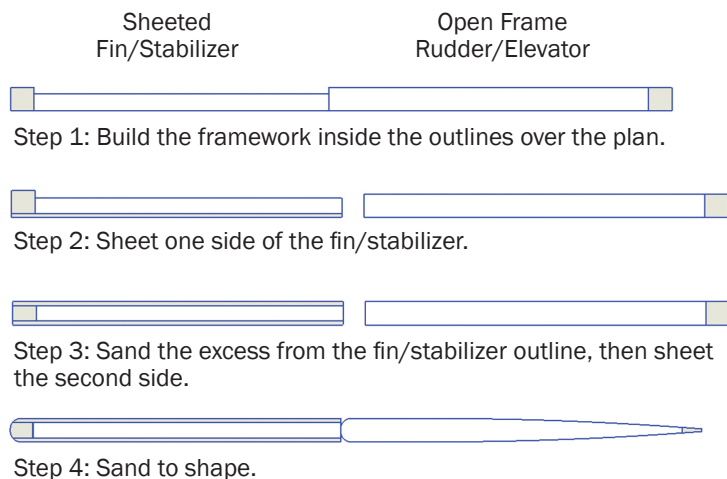 Sheeted
Fin/Stabilizer
Open Frame
Rudder/Elevator
Step 1: Build the framework inside the outlines over the plan.
Step 2: Sheet one side of the fin/stabilizer.
Step 3: Sand the excess from the fin/stabilizer outline, then sheet
the second side.
Step 4: Sand to shape.